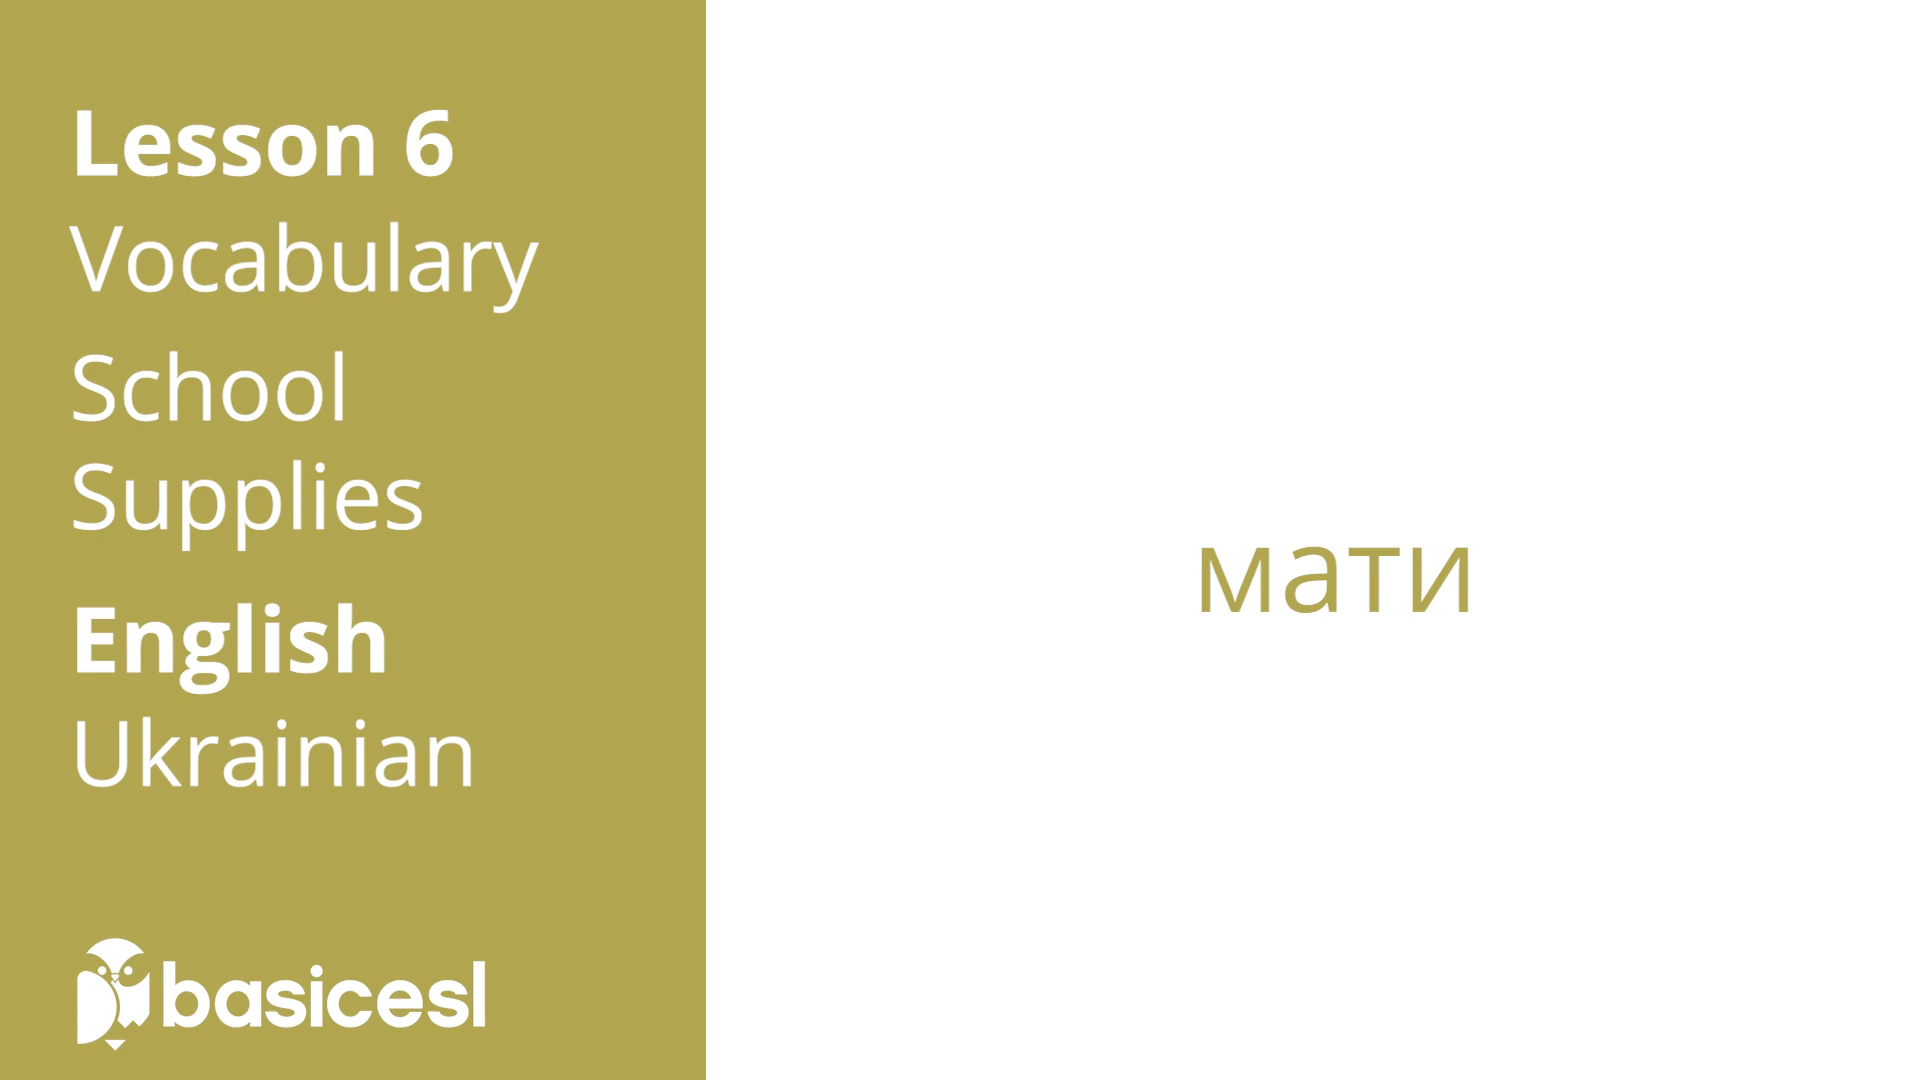 Lesson 6
Vocabulary
School
Supplies
English
Ukrainian
basicesl
мати